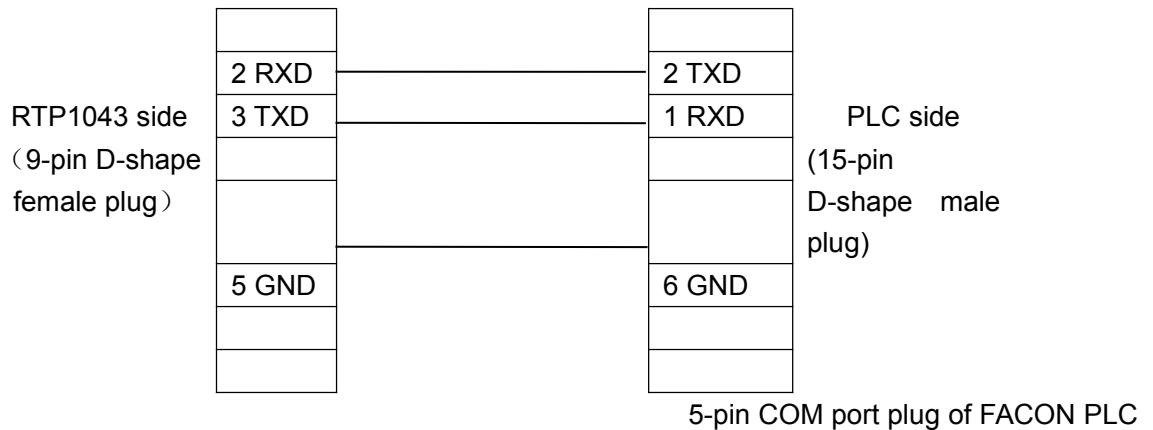 2 RXD 2 TXD
RTP1043 side 3 TXD 1 RXD PLC side
（9-pin D-shape (15-pin
female plug） D-shape male
plug)
5 GND 6 GND
5-pin COM port plug of FACON PLC